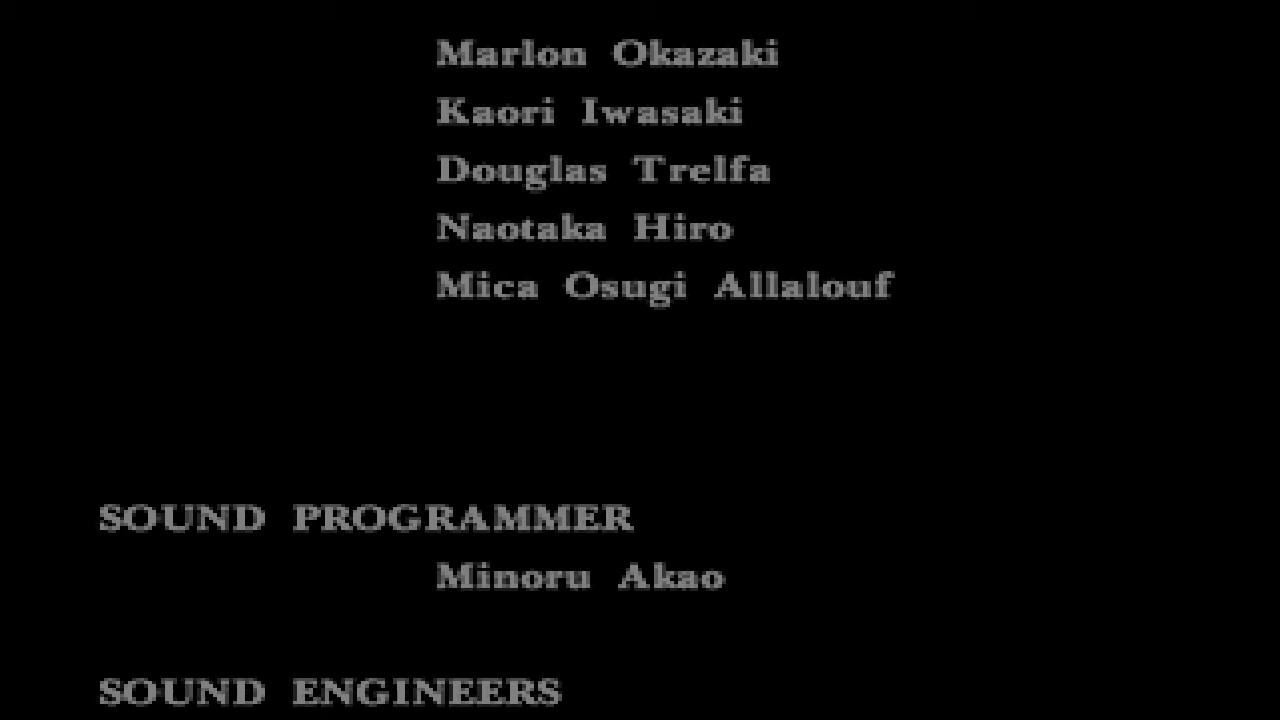 Marlon Okazaki
Kaori Iwasaki
Douglas Trelfa
Naotaka Hiro
Mica Osugi Allalouf
SOUND PROGRAMMER
Minoru Akao
SOUND ENGINEERS